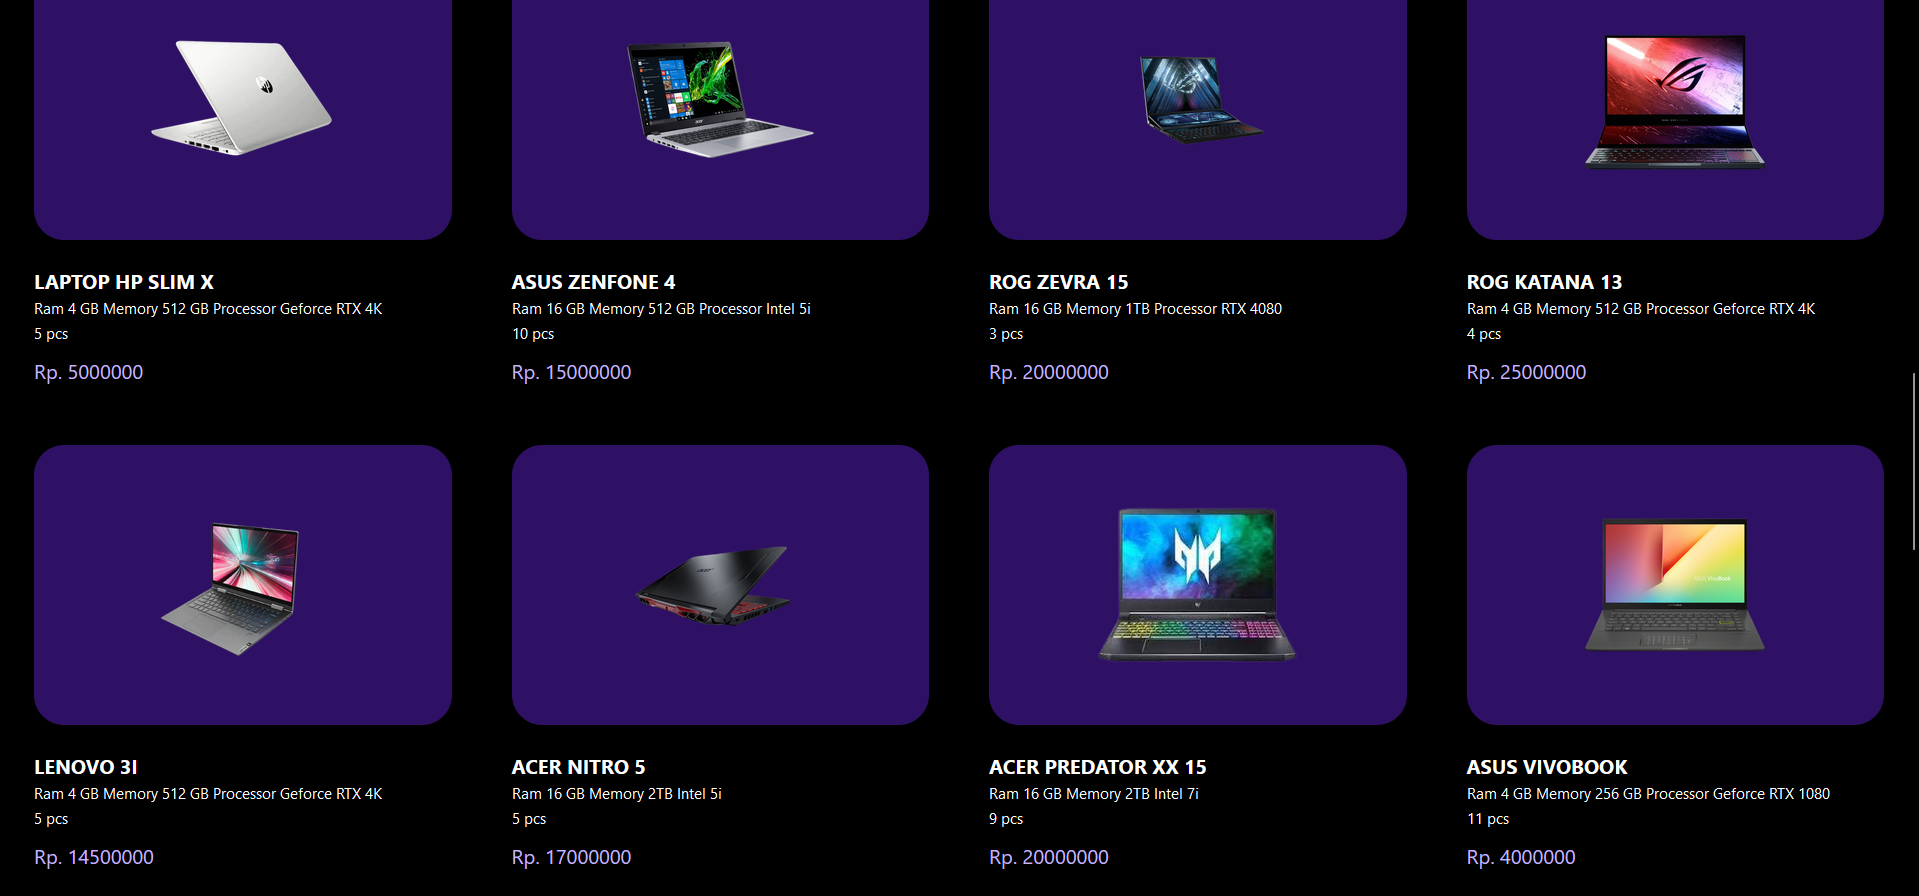 LAPTOP HP SLIM X
Ram 4 GB Memory 512 GB Processor Geforce RTX 4K
5 pcs
Rp. 5000000
ASUS ZENFONE 4
Ram 16 GB Memory 512 GB Processor Intel 5i
10 pcs
Rp. 15000000
ROG ZEVRA 15
Ram 16 GB Memory 1TB Processor RTX 4080
3 pcs
Rp. 20000000
ROG KATANA 13
Ram 4 GB Memory 512 GB Processor Geforce RTX 4K
4 pcs
Rp. 25000000
LENOVO 3I
Ram 4 GB Memory 512 GB Processor Geforce RTX 4K
5 pcs
Rp. 14500000
ACER NITRO 5
Ram 16 GB Memory 2TB Intel 5i
5 pcs
Rp. 17000000
ACER PREDATOR XX 15
Ram 16 GB Memory 2TB Intel 7i
9 pcs
Rp. 20000000
ASUS VivoBook
ASUS VIVOBOOK
Ram 4 GB Memory 256 GB Processor Geforce RTX 1080
11 pcs
Rp. 4000000